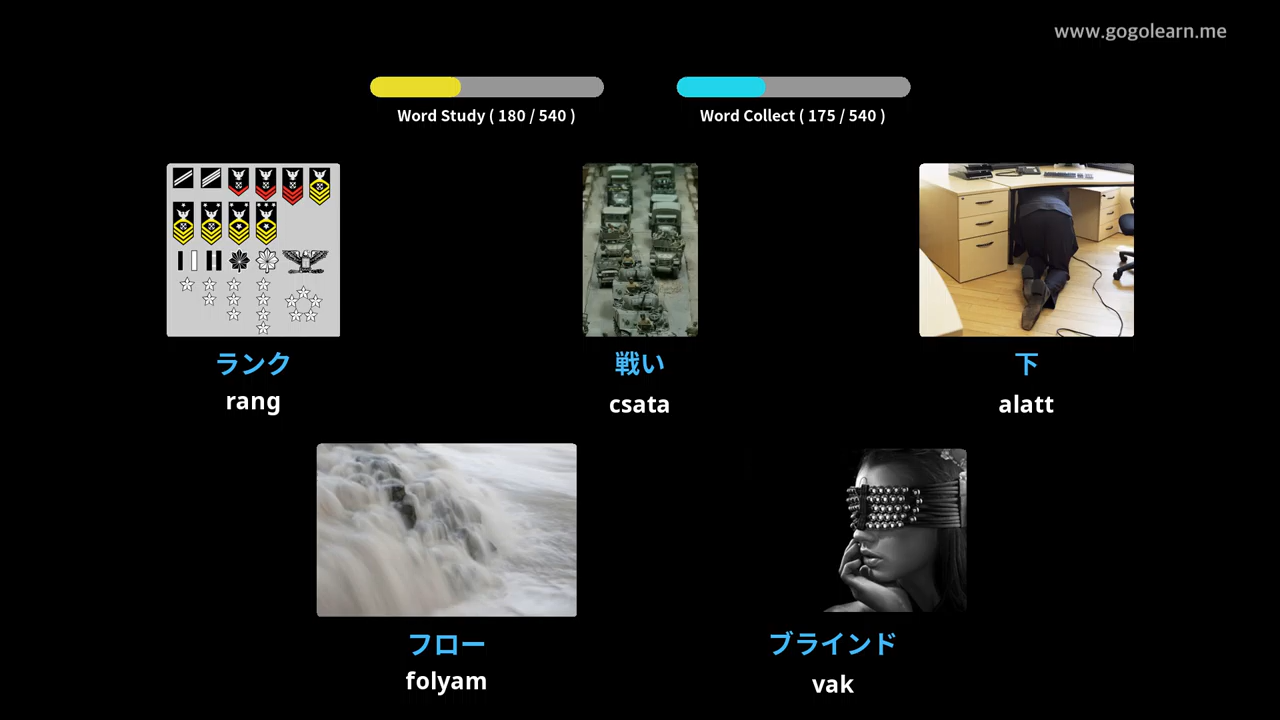 www.gogolearn.me
Word Study ( 180 / 540 )
Word Collect ( 175 / 540 )
ランク
rang
戦い
csata
下
alatt
フロー
folyam
ブラインド
vak